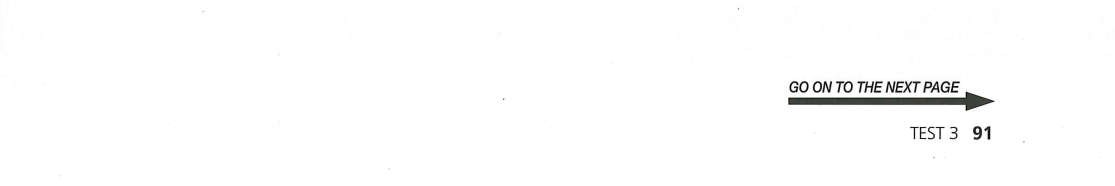 GO ON TO THE NEXT PAGE
TEST 3 91